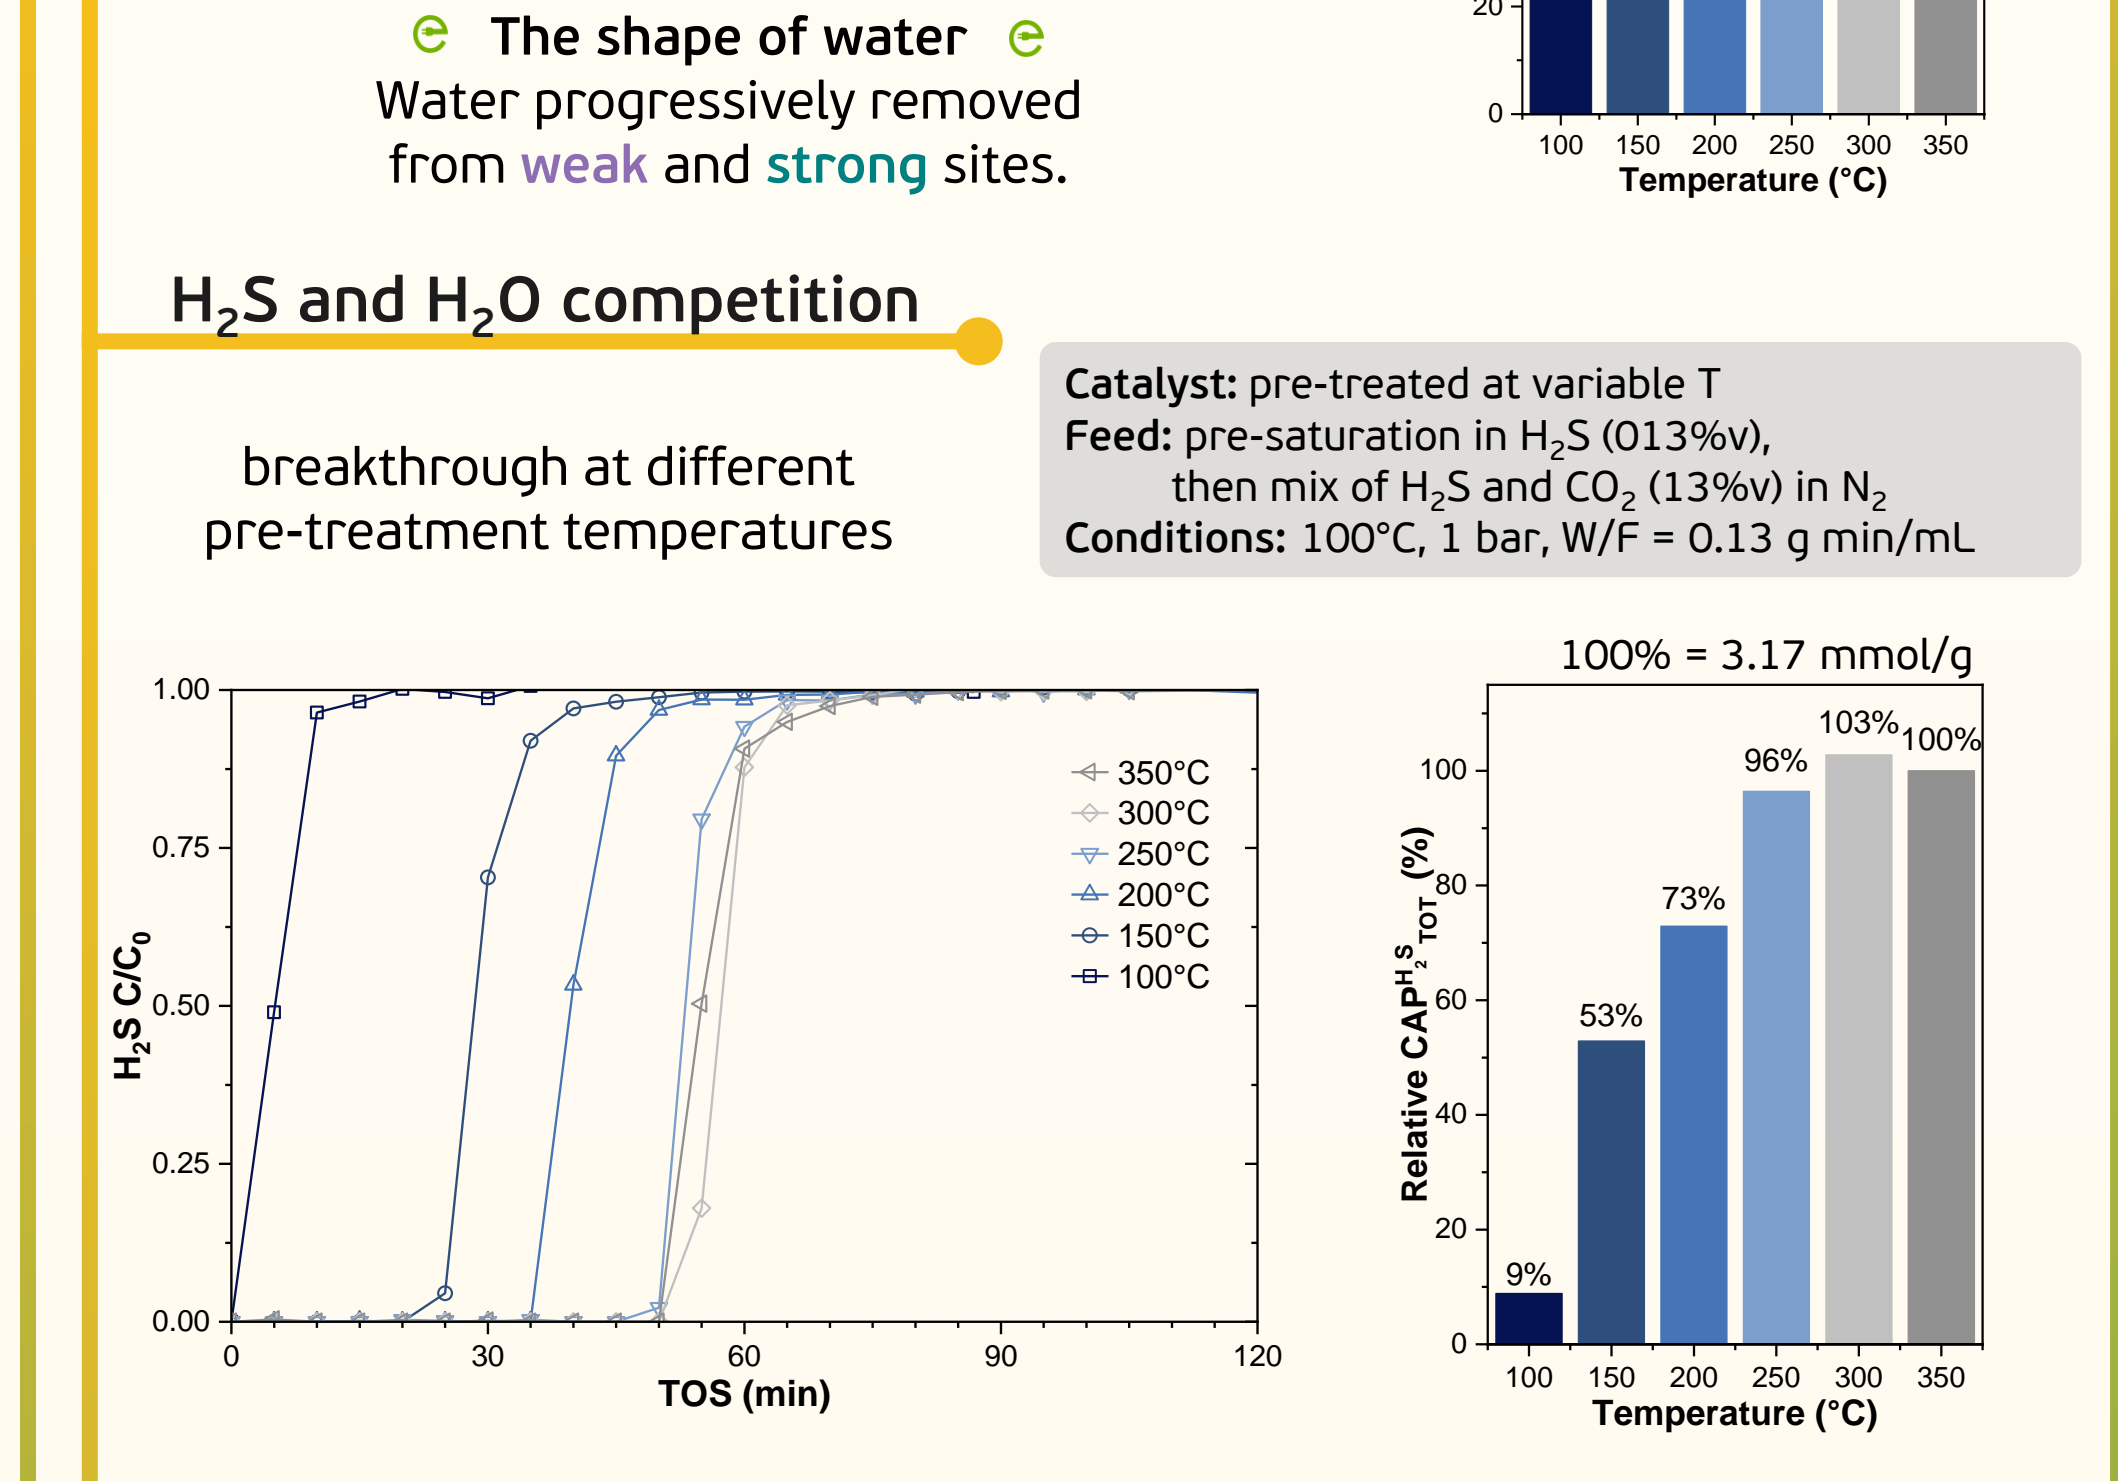 The shape of water
Water progressively removed
from weak and strong sites.
20
0
100 150 200 250 300 350
Temperature (°C)
H₂S and H₂O competition
breakthrough at different
pre-treatment temperatures
Catalyst: pre-treated at variable T
Feed: pre-saturation in H₂S (013%v),
then mix of H₂S and CO₂ (13%v) in N₂
Conditions: 100°C, 1 bar, W/F = 0.13 g min/mL
H₂S C/C₀
1.00
0.75
0.50
0.25
0.00
350°C
300°C
250°C
200°C
150°C
100°C
0 30 60 90 120
TOS (min)
100% = 3.17 mmol/g
Relative CAP^H₂S_TOT (%)
100
80
60
40
20
0
9% 53% 73% 96% 103% 100%
100 150 200 250 300 350
Temperature (°C)